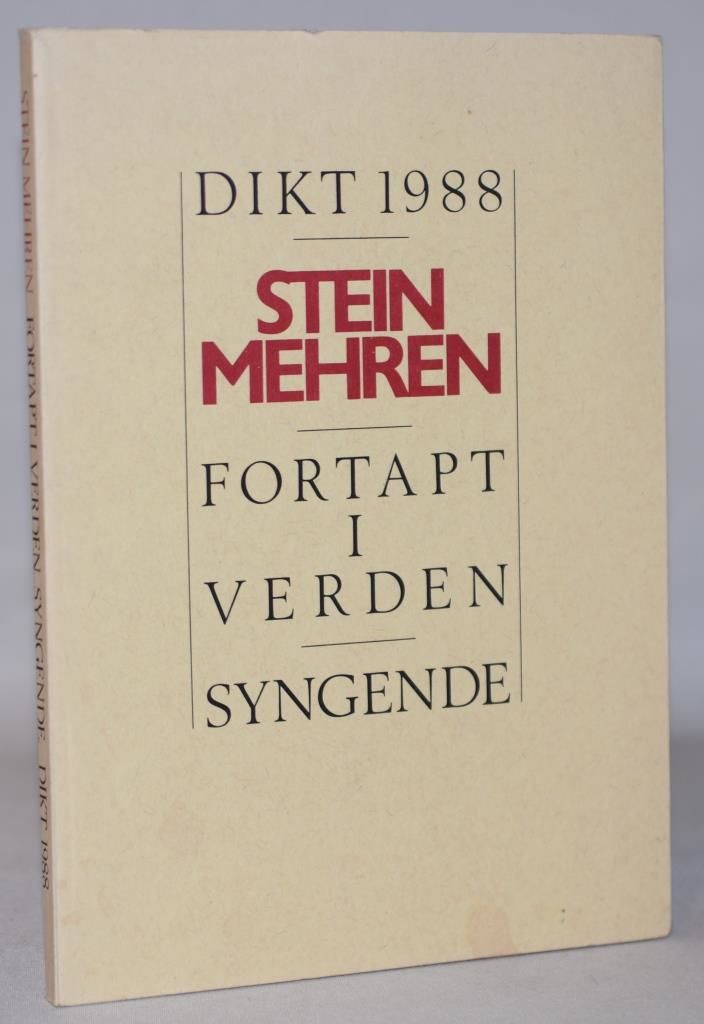 DIKT 1988
STEIN
MEHREN
FORTAPT
I
VERDEN
SYNGENDE
STEIN MEHREN FORTAPT I VERDEN SYNGENDE DIKT 1988